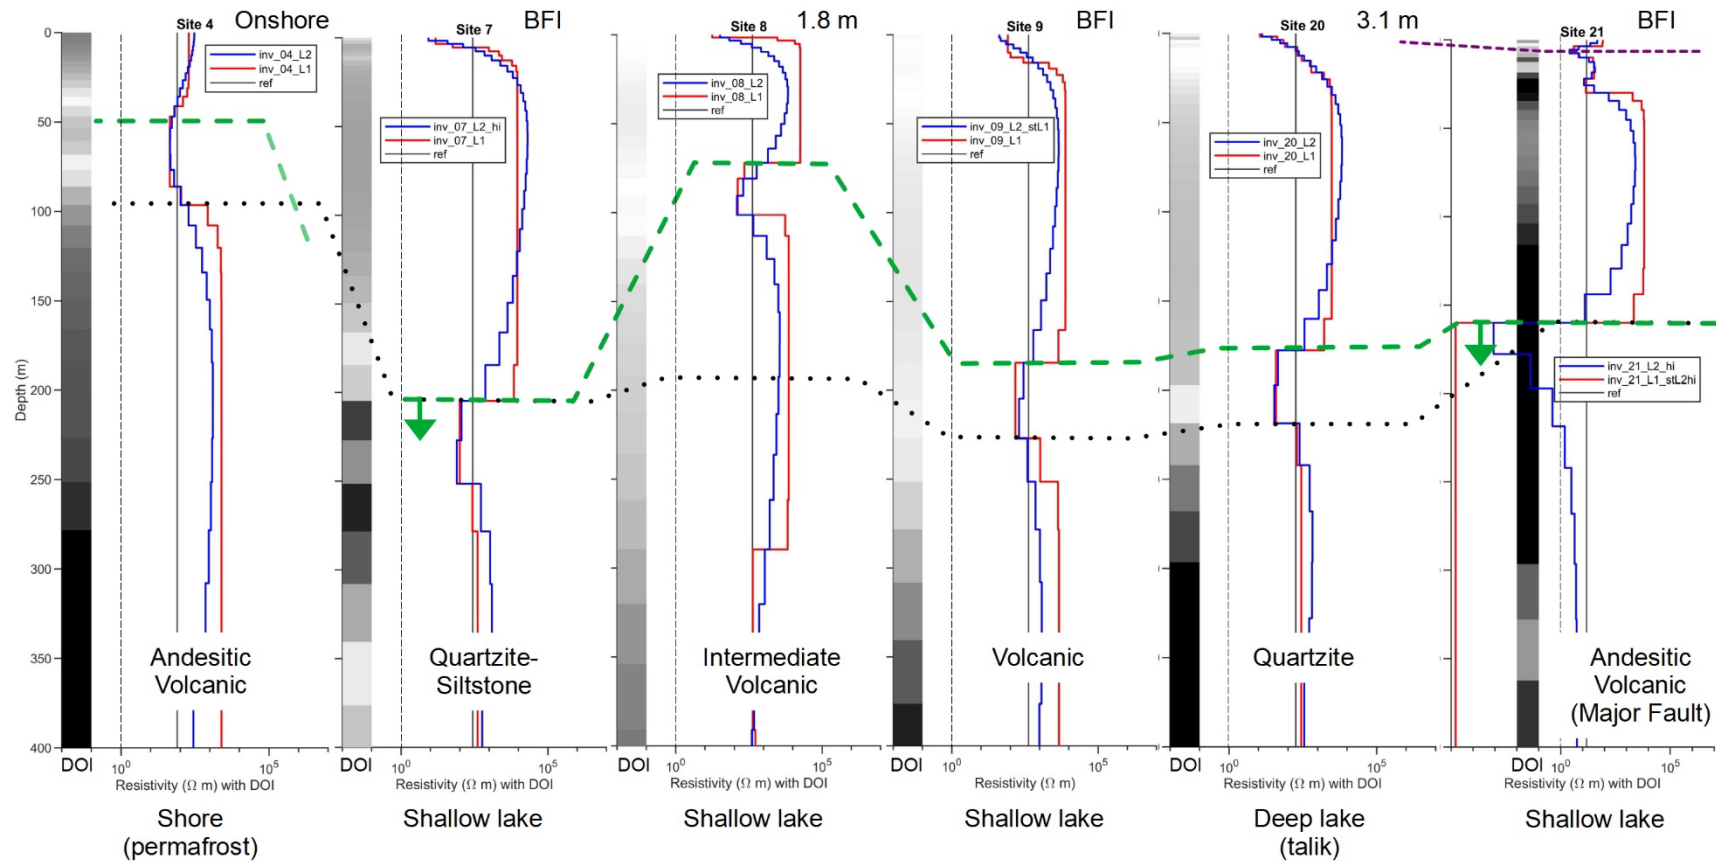 Onshore
BFI
1.8 m
BFI
3.1 m
BFI
Site 4
Site 7
Site 8
Site 9
Site 20
Site 21
inv_04_L2
inv_04_L1
ref
inv_07_L2_hi
inv_07_L1
ref
inv_08_L2
inv_08_L1
ref
inv_09_L2_stL1
inv_09_L1
ref
inv_20_L2
inv_20_L1
ref
inv_21_L2_hi
inv_21_L1_stL2hi
ref
Depth (m)
0
50
100
150
200
250
300
350
400
Andesitic
Volcanic
Quartzite-
Siltstone
Intermediate
Volcanic
Volcanic
Quartzite
Andesitic
Volcanic
(Major Fault)
DOI 10⁰ 10⁵
Resistivity (Ω m) with DOI
DOI 10⁰ 10⁵
Resistivity (Ω m) with DOI
DOI 10⁰ 10⁵
Resistivity (Ω m) with DOI
DOI 10⁰ 10⁵
Resistivity (Ω m)
DOI 10⁰ 10⁵
Resistivity (Ω m) with DOI
DOI 10⁰ 10⁵
Resistivity (Ω m) with DOI
Shore
(permafrost)
Shallow lake
Shallow lake
Shallow lake
Deep lake
(talik)
Shallow lake